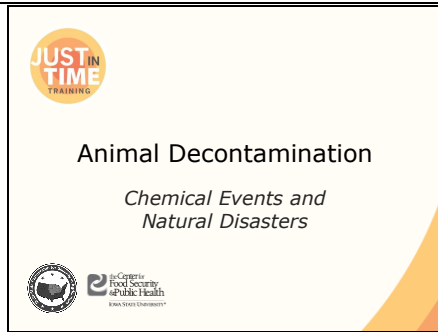 JUST IN
TIME
TRAINING
Animal Decontamination
Chemical Events and
Natural Disasters
the Center for
Food Security
& Public Health
IOWA STATE UNIVERSITY®